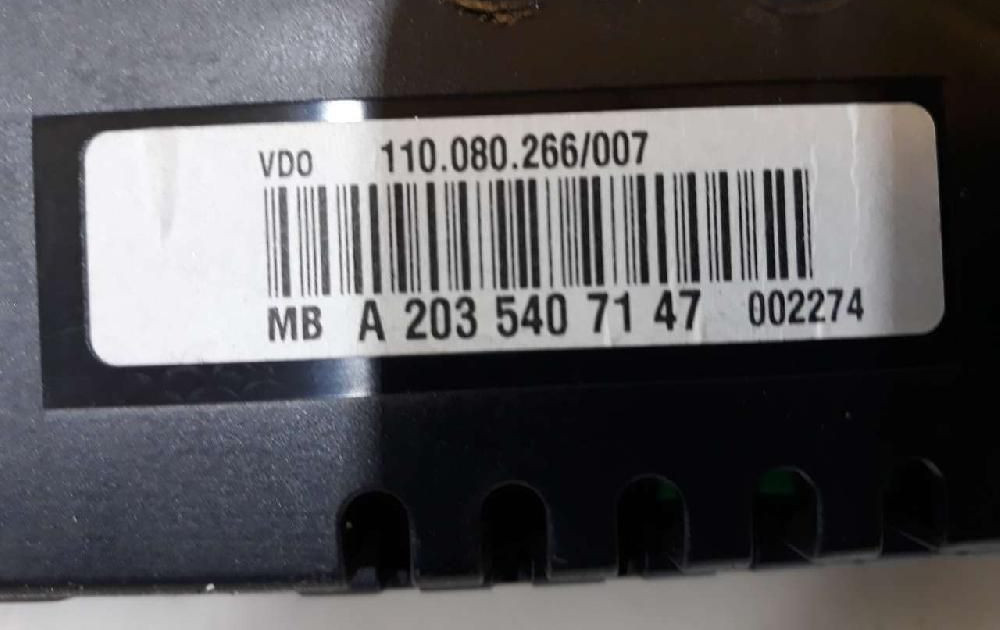 VDO 110.080.266/007
MB A 203 540 71 47 002274